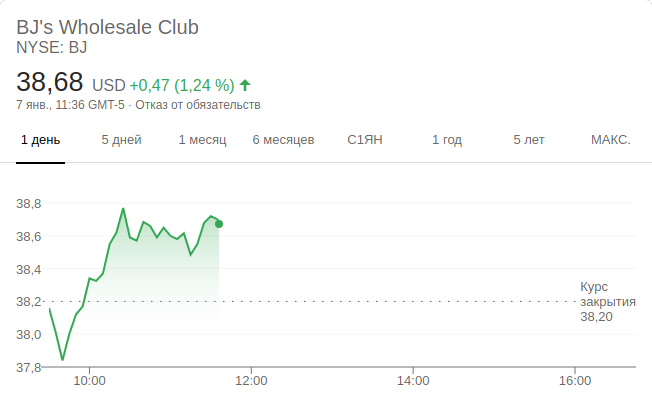 BJ's Wholesale Club
NYSE: BJ
38,68 USD +0,47 (1,24 %)
7 янв., 11:36 GMT-5 · Отказ от обязательств
1 день 5 дней 1 месяц 6 месяцев С1ЯН 1 год 5 лет МАКС.
38,8
38,6
38,4
38,2
38,0
37,8
Курс
закрытия
38,20
10:00 12:00 14:00 16:00